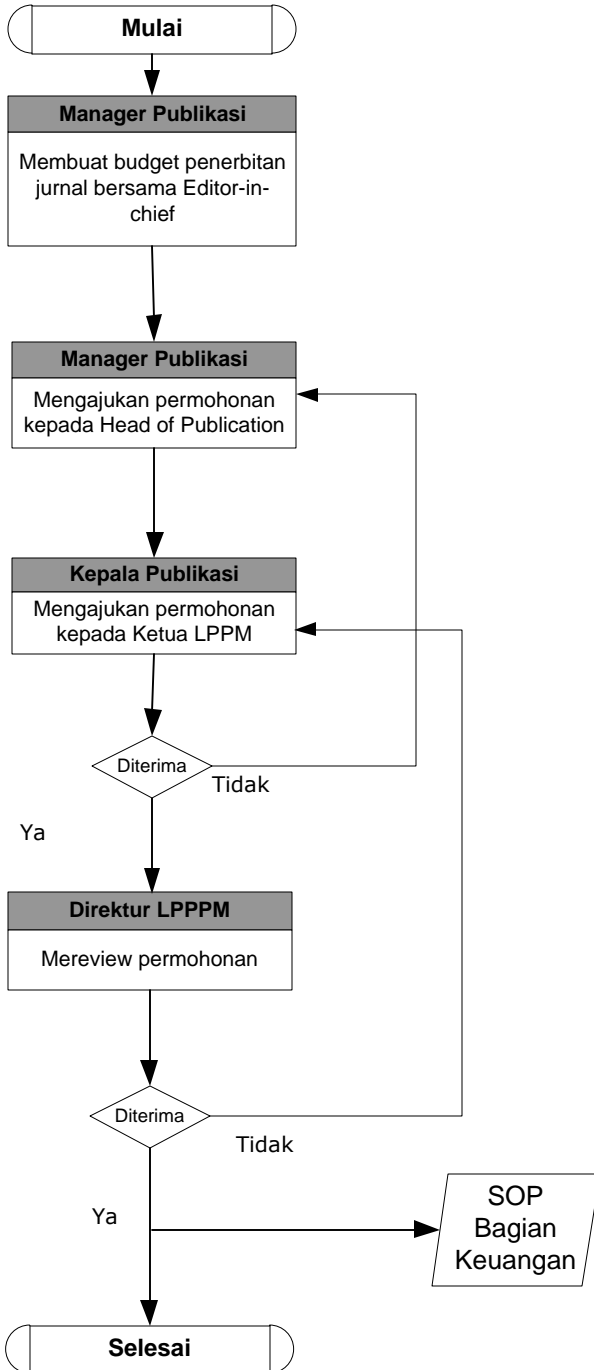 Mulai
Manager Publikasi
Membuat budget penerbitan
jurnal bersama Editor-in-
chief
Manager Publikasi
Mengajukan permohonan
kepada Head of Publication
Kepala Publikasi
Mengajukan permohonan
kepada Ketua LPPM
Diterima
Tidak
Ya
Direktur LPPPM
Mereview permohonan
Diterima
Tidak
Ya
SOP
Bagian
Keuangan
Selesai